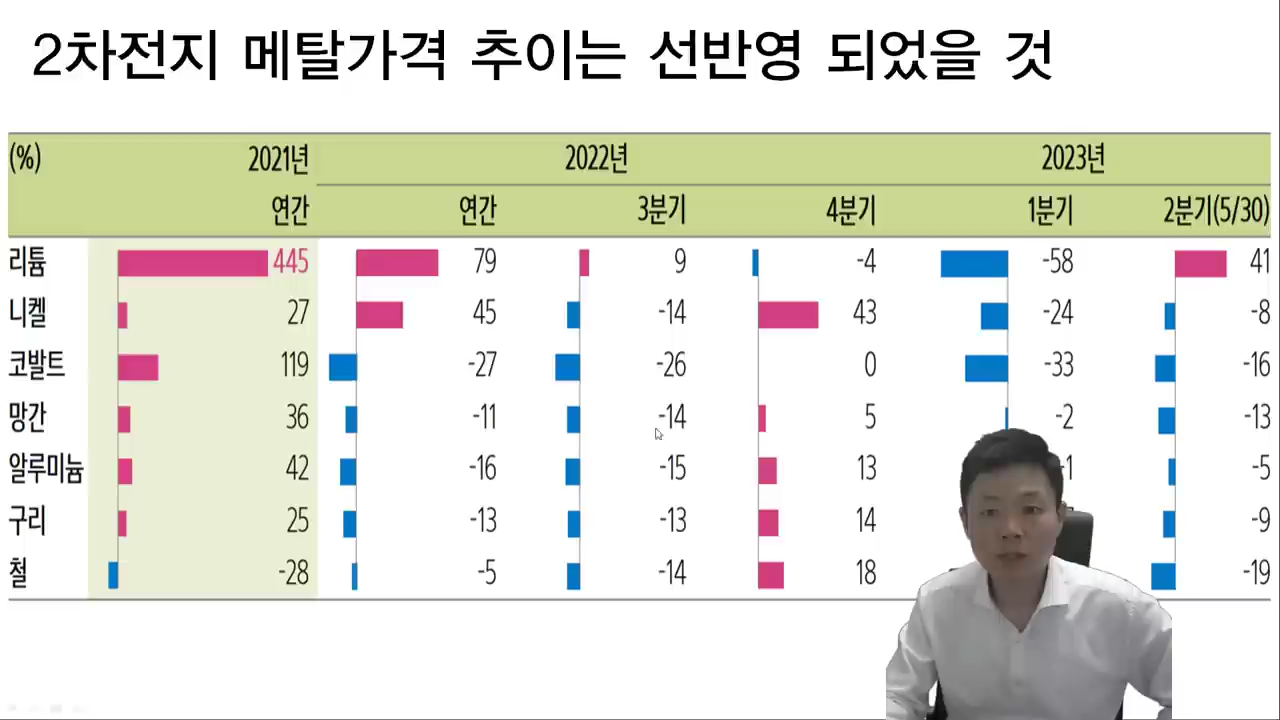 2차전지 메탈가격 추이는 선반영 되었을 것
(%) 2021년 2022년 2023년
연간 연간 3분기 4분기 1분기 2분기(5/30)
리튬 445 79 9 -4 -58 41
니켈 27 45 -14 43 -24 -8
코발트 119 -27 -26 0 -33 -16
망간 36 -11 -14 5 -2 -13
알루미늄 42 -16 -15 13 -1 -5
구리 25 -13 -13 14 -9
철 -28 -5 -14 18 -19